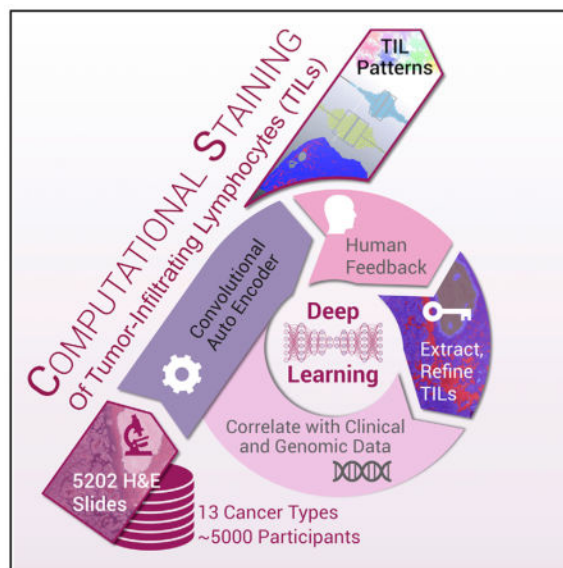 COMPUTATIONAL STAINING
Of Tumor-Infiltrating Lymphocytes (TILs)
TIL
Patterns
Convolutional
Auto Encoder
Human
Feedback
Deep
Learning
Extract,
Refine
TILs
Correlate with Clinical
and Genomic Data
5202 H&E
Slides
13 Cancer Types
~5000 Participants